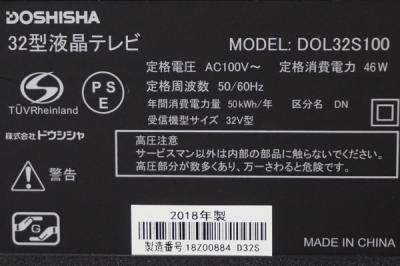 DOSHISHA
32型液晶テレビ
MODEL: DOL32S100
定格電圧 AC100V～ 定格消費電力 46W
定格周波数 50/60Hz
年間消費電力量 50kWh/年 区分名 DN
受信機型サイズ 32V型
TÜVRheinland
PS
E
株式会社ドウシシャ
高圧注意
サービスマン以外は内部の部品に触らないでください。
高圧部分が数多くあり、万一さわると危険です。
警告
G
2018年製
製造番号 18Z00884 D32S
MADE IN CHINA